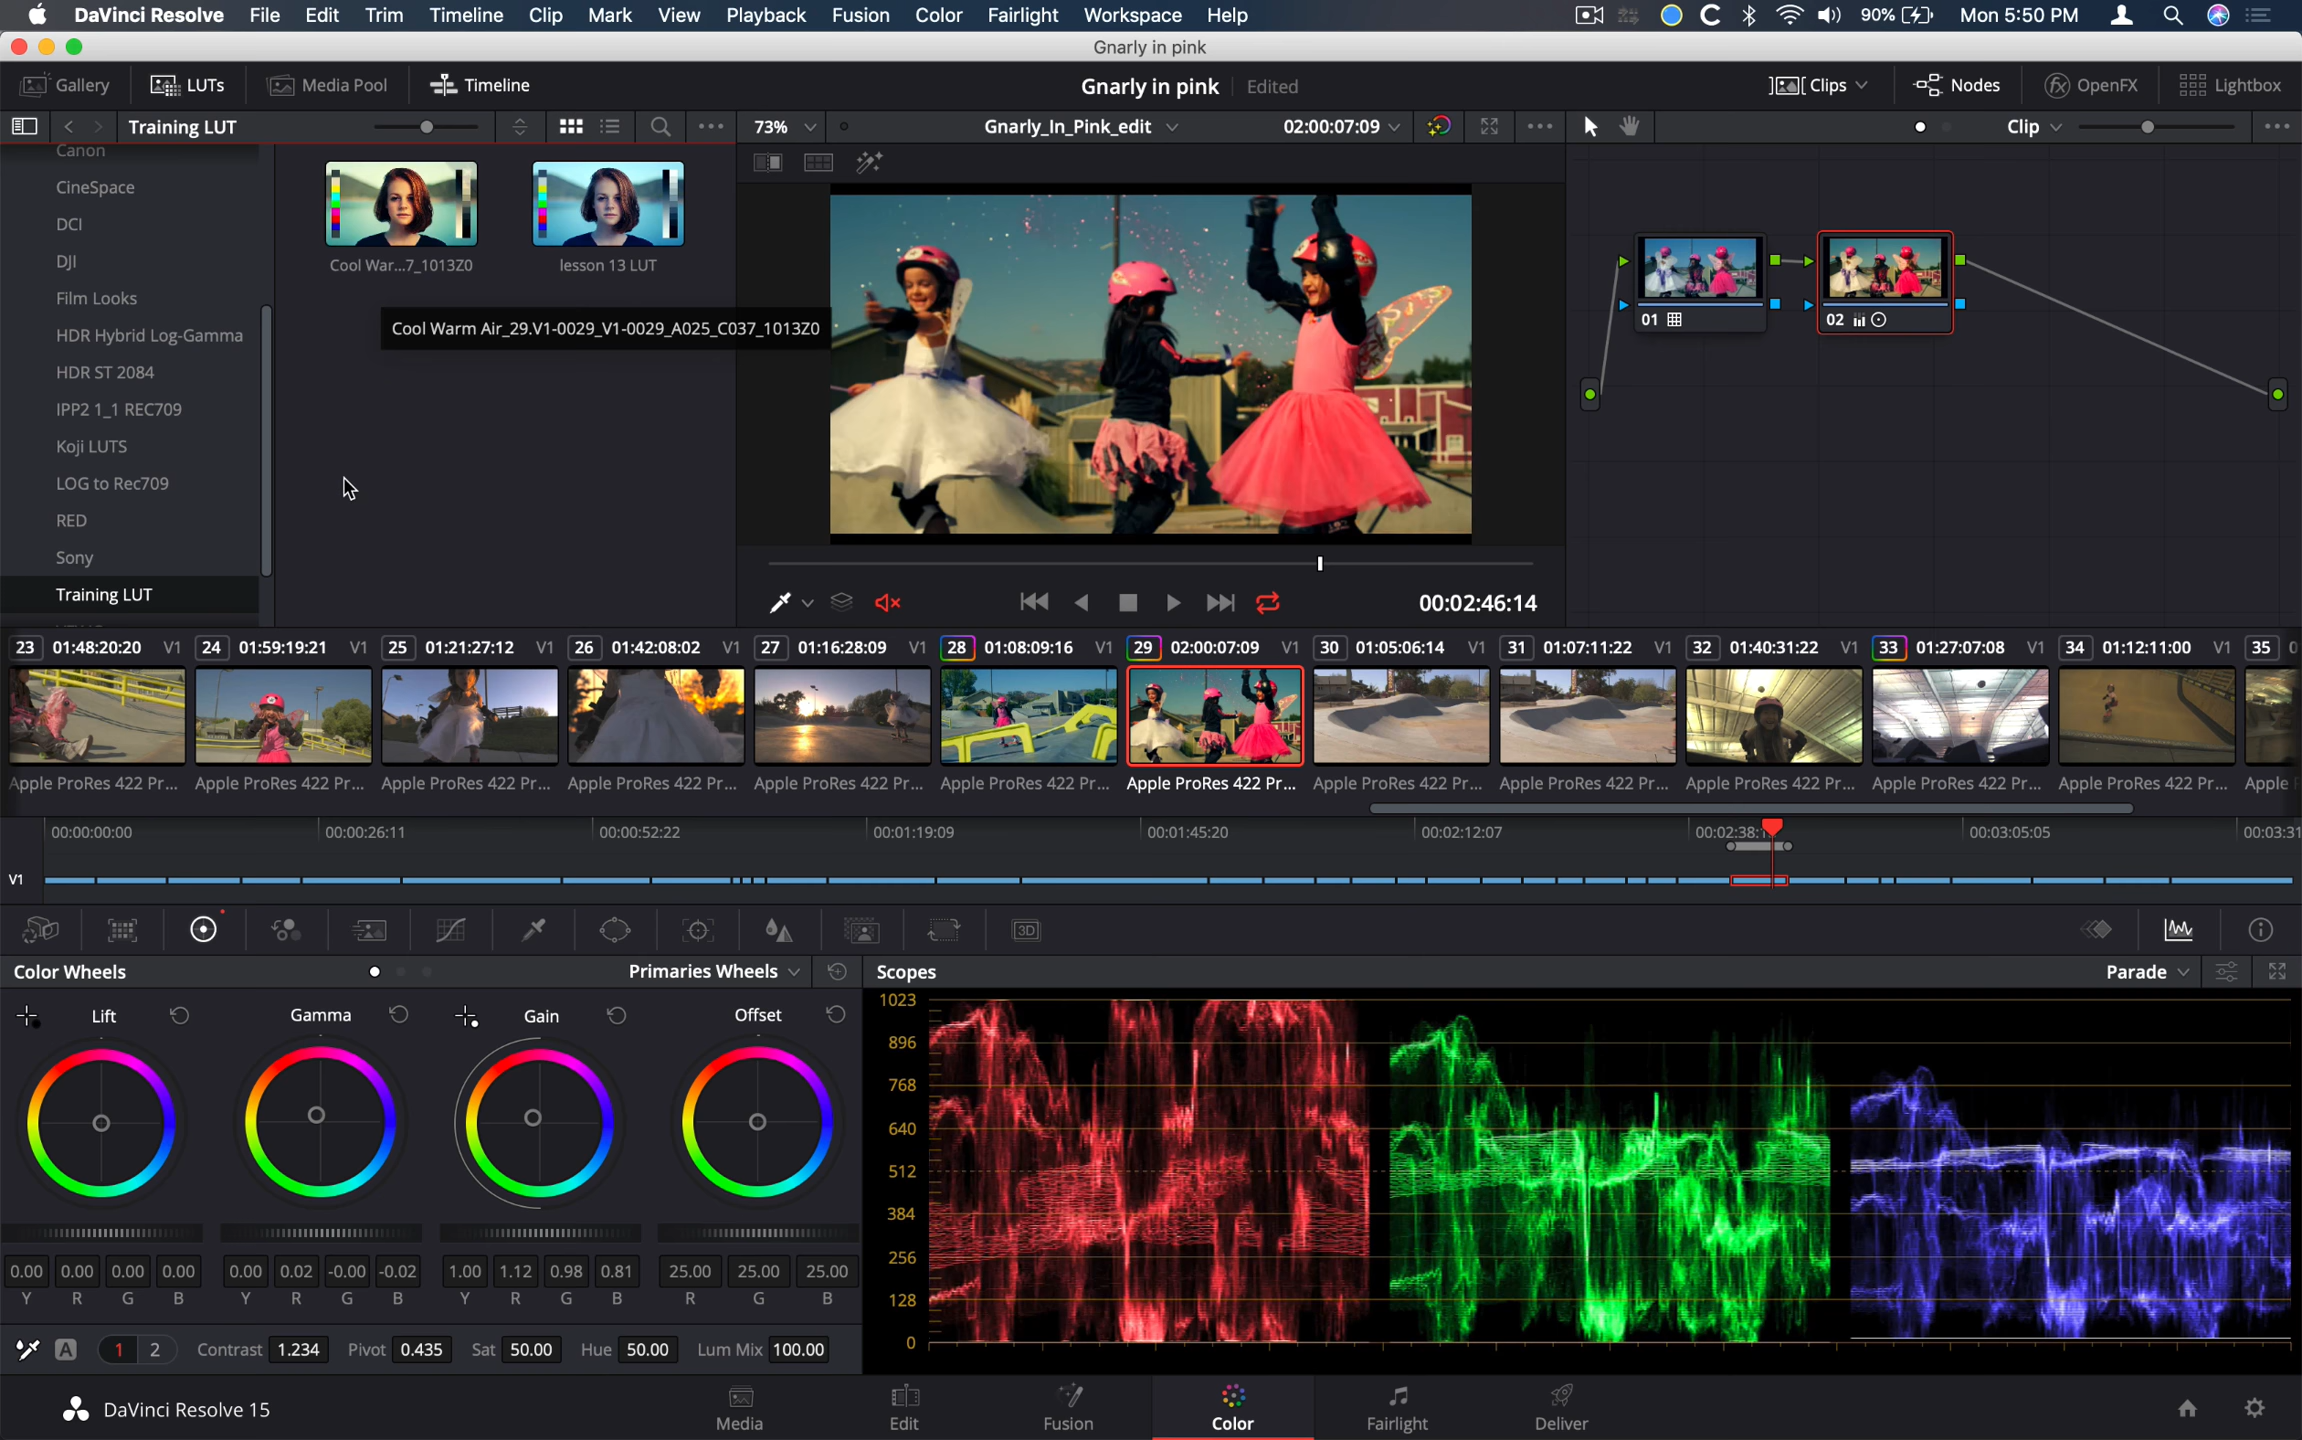 DaVinci Resolve File Edit Trim Timeline Clip Mark View Playback Fusion Color Fairlight Workspace Help 90% Mon 5:50 PM
Gnarly in pink
Gallery LUTs Media Pool Timeline Gnarly in pink Edited Clips Nodes OpenFX Lightbox
Training LUT 73% Gnarly_In_Pink_edit 02:00:07:09 Clip
Canon
CineSpace
DCI
DJI
Film Looks
HDR Hybrid Log-Gamma
HDR ST 2084
IPP2 1_1 REC709
Koji LUTS
LOG to Rec709
RED
Sony
Training LUT
Cool War...7_1013Z0 lesson 13 LUT
Cool Warm Air_29.V1-0029_V1-0029_A025_C037_1013Z0
01 02
00:02:46:14
23 01:48:20:20 V1 24 01:59:19:21 V1 25 01:21:27:12 V1 26 01:42:08:02 V1 27 01:16:28:09 V1 28 01:08:09:16 V1 29 02:00:07:09 V1 30 01:05:06:14 V1 31 01:07:11:22 V1 32 01:40:31:22 V1 33 01:27:07:08 V1 34 01:12:11:00 V1 35 0
Apple ProRes 422 Pr... Apple ProRes 422 Pr... Apple ProRes 422 Pr... Apple ProRes 422 Pr... Apple ProRes 422 Pr... Apple ProRes 422 Pr... Apple ProRes 422 Pr... Apple ProRes 422 Pr... Apple ProRes 422 Pr... Apple ProRes 422 Pr... Apple ProRes 422 Pr... Apple ProRes 422 Pr... Apple
00:00:00:00 00:00:26:11 00:00:52:22 00:01:19:09 00:01:45:20 00:02:12:07 00:02:38:1 00:03:05:05 00:03:31
V1
3D
Color Wheels Primaries Wheels Scopes Parade
Lift Gamma Gain Offset
1023
896
768
640
512
384
256
128
0
0.00 0.00 0.00 0.00 0.00 0.02 -0.00 -0.02 1.00 1.12 0.98 0.81 25.00 25.00 25.00
Y R G B Y R G B Y R G B R G B
A 1 2 Contrast 1.234 Pivot 0.435 Sat 50.00 Hue 50.00 Lum Mix 100.00
DaVinci Resolve 15 Media Edit Fusion Color Fairlight Deliver